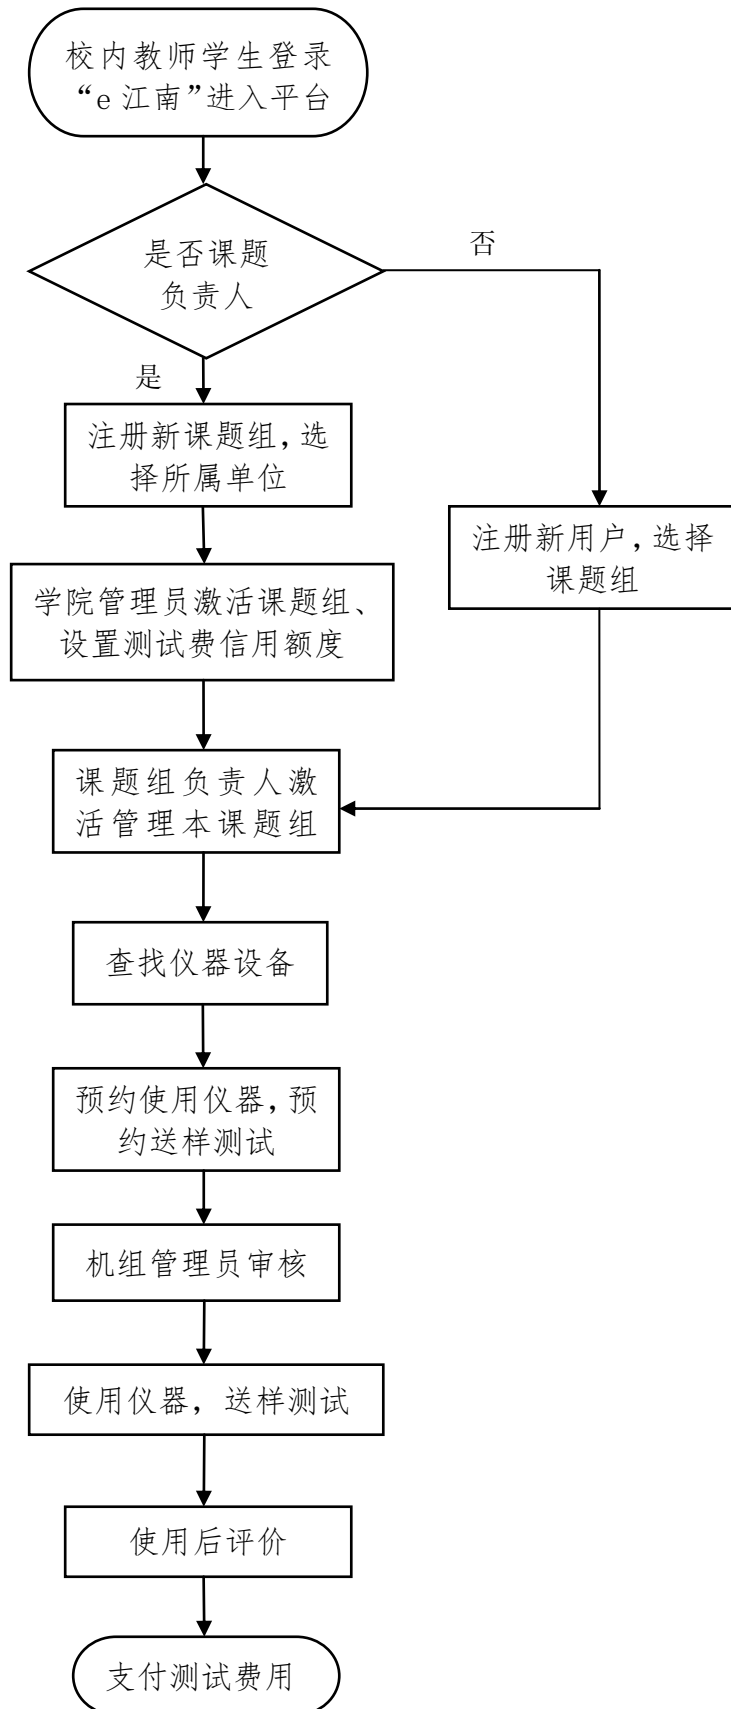 校内教师学生登录
“e江南”进入平台
是否课题
负责人
否
是
注册新课题组，选
择所属单位
注册新用户，选择
课题组
学院管理员激活课题组、
设置测试费信用额度
课题组负责人激
活管理本课题组
查找仪器设备
预约使用仪器，预
约送样测试
机组管理员审核
使用仪器，送样测试
使用后评价
支付测试费用